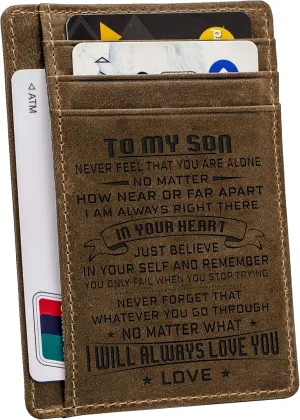 ATM
TO MY SON
NEVER FEEL THAT YOU ARE ALONE
NO MATTER
HOW NEAR OR FAR APART
I AM ALWAYS RIGHT THERE
IN YOUR HEART
JUST BELIEVE
IN YOUR SELF AND REMEMBER
YOU ONLY FAIL WHEN YOU STOP TRYING
NEVER FORGET THAT
WHATEVER YOU GO THROUGH
NO MATTER WHAT
I WILL ALWAYS LOVE YOU
LOVE